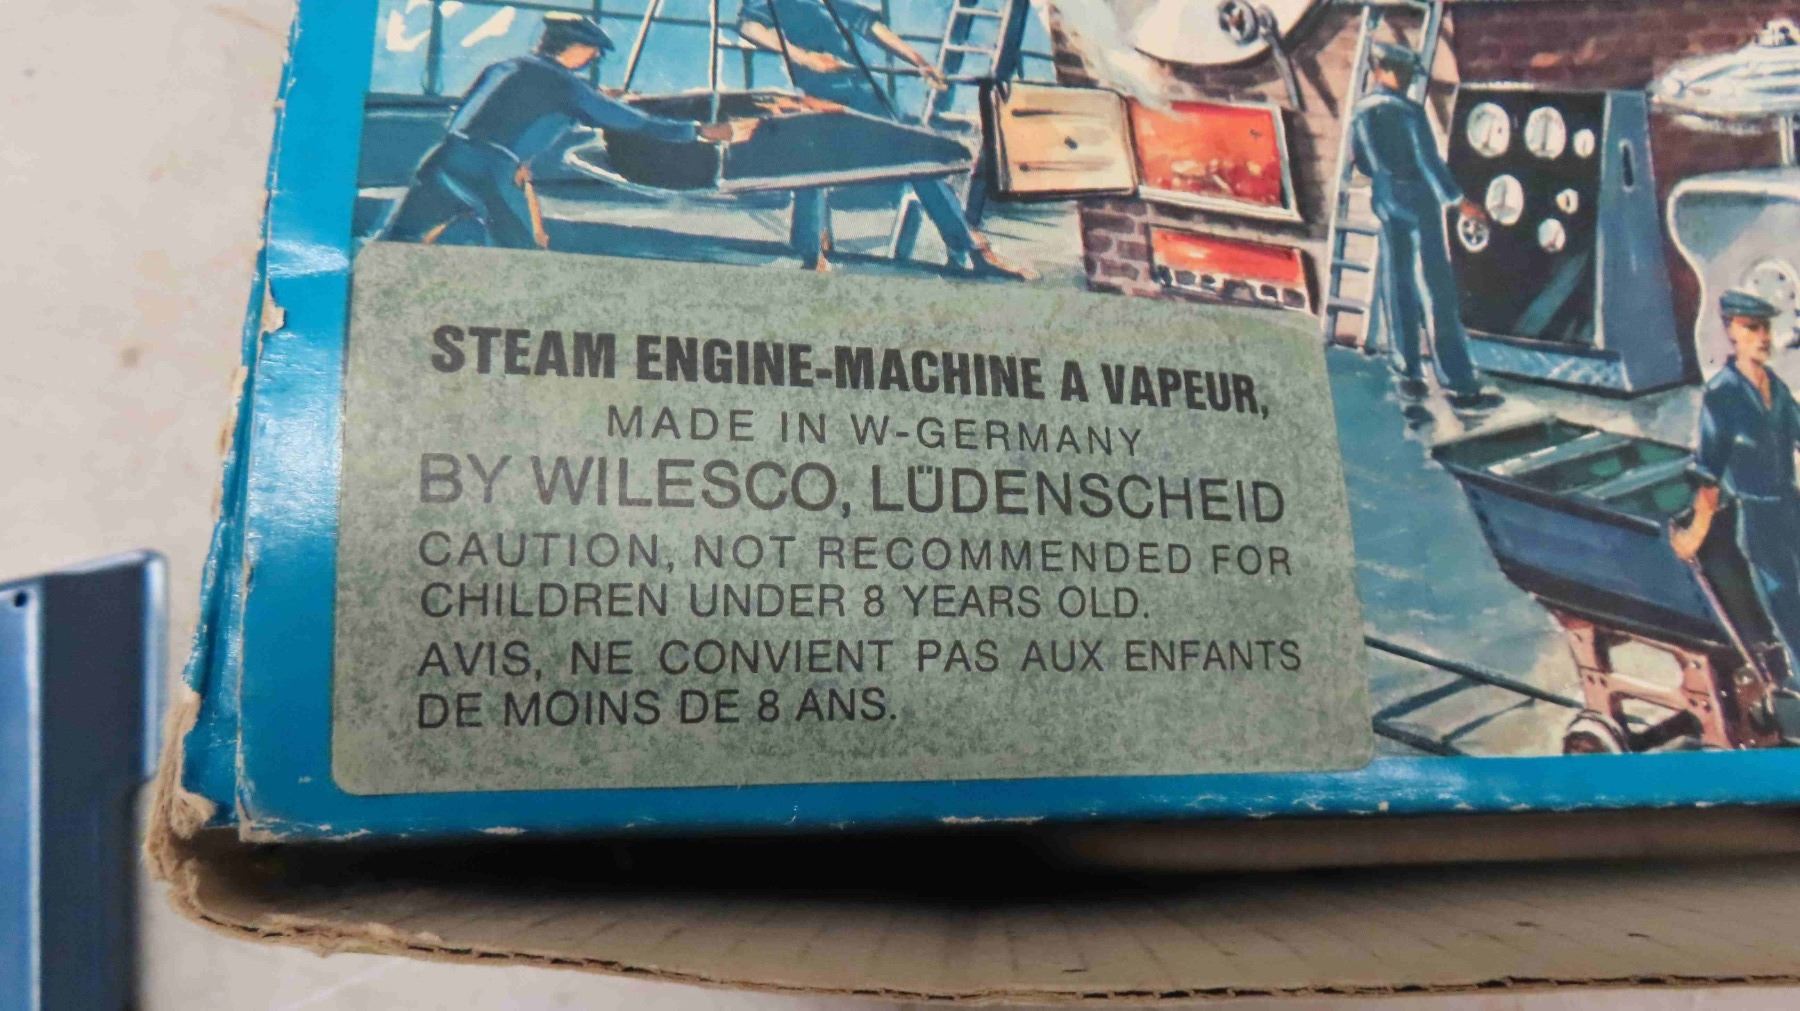 STEAM ENGINE-MACHINE A VAPEUR,
MADE IN W-GERMANY
BY WILESCO, LÜDENSCHEID
CAUTION, NOT RECOMMENDED FOR
CHILDREN UNDER 8 YEARS OLD.
AVIS, NE CONVIENT PAS AUX ENFANTS
DE MOINS DE 8 ANS.